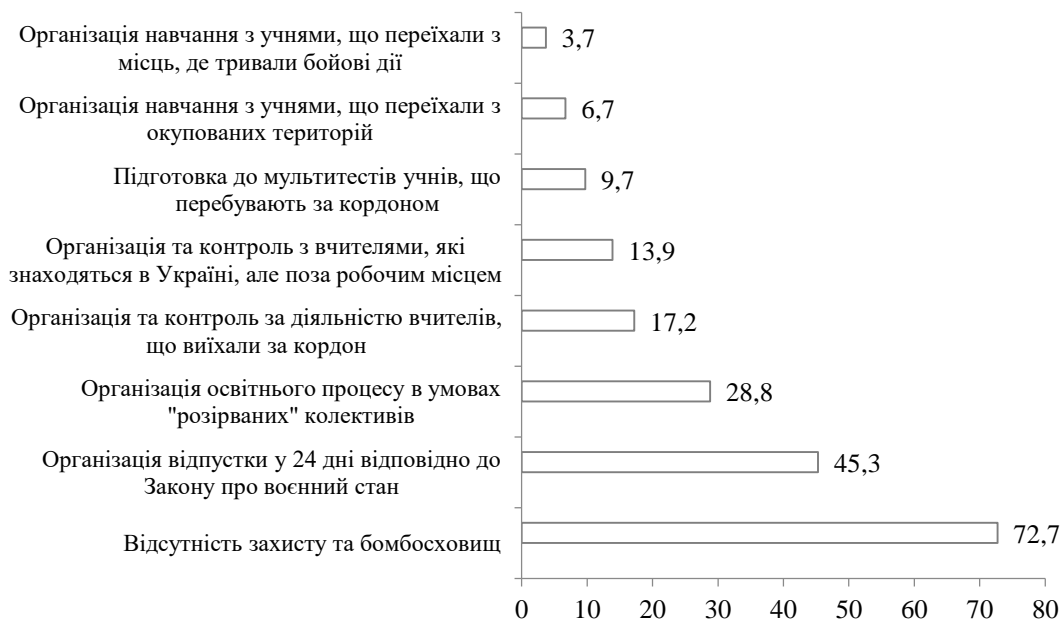 Організація навчання з учнями, що переїхали з
місць, де тривали бойові дії
3,7
Організація навчання з учнями, що переїхали з
окупованих територій
6,7
Підготовка до мультитестів учнів, що
перебувають за кордоном
9,7
Організація та контроль з вчителями, які
знаходяться в Україні, але поза робочим місцем
13,9
Організація та контроль за діяльністю вчителів,
що виїхали за кордон
17,2
Організація освітнього процесу в умовах
"розірваних" колективів
28,8
Організація відпустки у 24 дні відповідно до
Закону про воєнний стан
45,3
Відсутність захисту та бомбосховищ
72,7
0 10 20 30 40 50 60 70 80